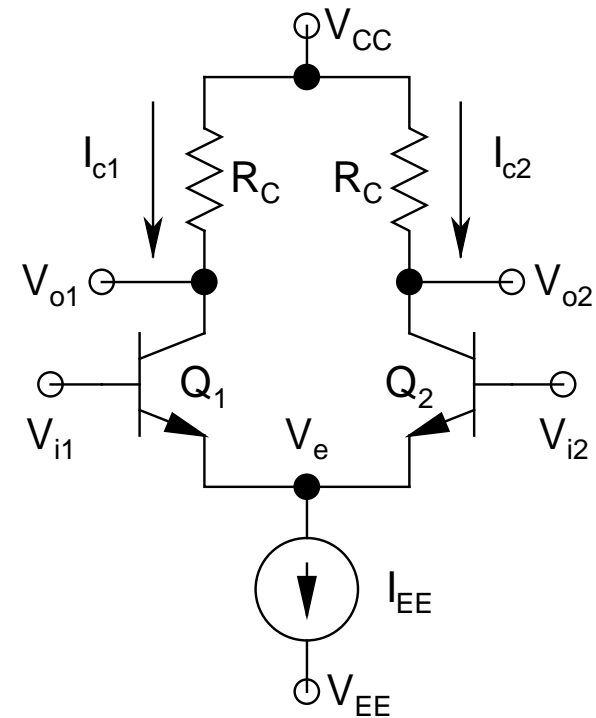 V_CC
I_c1 R_C R_C I_c2
V_o1 V_o2
Q_1 Q_2
V_i1 V_e V_i2
I_EE
V_EE